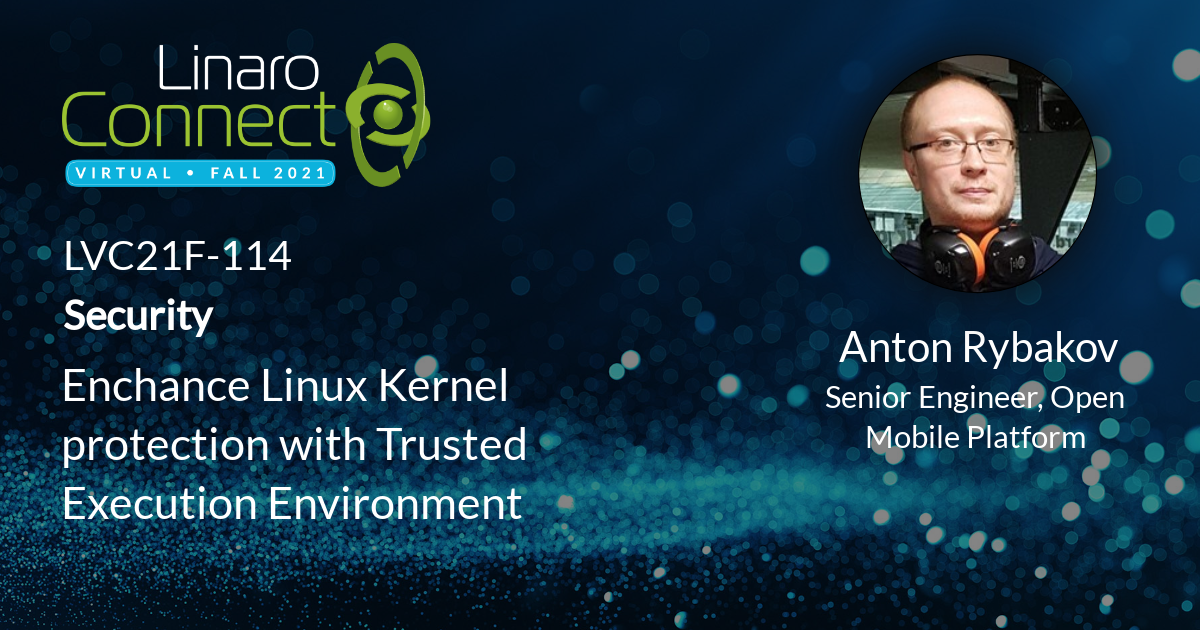 Linaro
Connect
VIRTUAL • FALL 2021
LVC21F-114
Security
Enchance Linux Kernel
protection with Trusted
Execution Environment
Anton Rybakov
Senior Engineer, Open
Mobile Platform